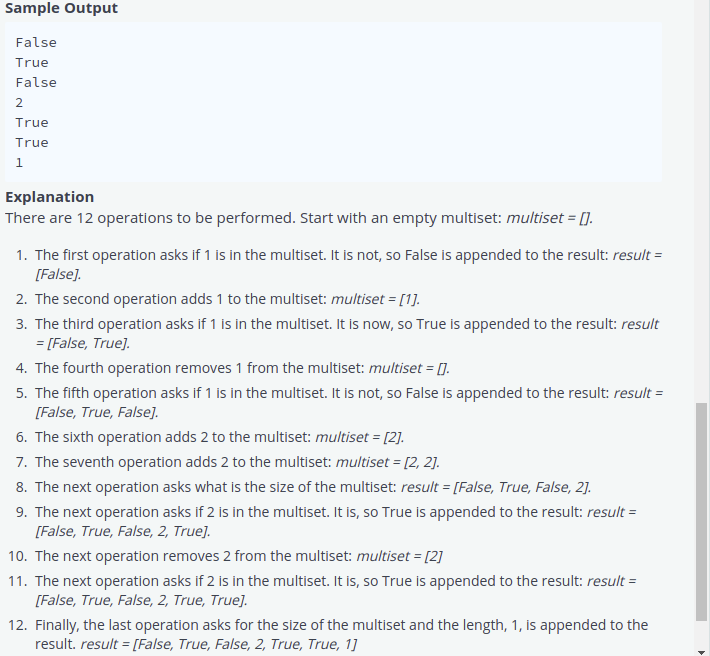 Sample Output
False
True
False
2
True
True
1
Explanation
There are 12 operations to be performed. Start with an empty multiset: multiset = [].
1. The first operation asks if 1 is in the multiset. It is not, so False is appended to the result: result =
[False].
2. The second operation adds 1 to the multiset: multiset = [1].
3. The third operation asks if 1 is in the multiset. It is now, so True is appended to the result: result
= [False, True].
4. The fourth operation removes 1 from the multiset: multiset = [].
5. The fifth operation asks if 1 is in the multiset. It is not, so False is appended to the result: result =
[False, True, False].
6. The sixth operation adds 2 to the multiset: multiset = [2].
7. The seventh operation adds 2 to the multiset: multiset = [2, 2].
8. The next operation asks what is the size of the multiset: result = [False, True, False, 2].
9. The next operation asks if 2 is in the multiset. It is, so True is appended to the result: result =
[False, True, False, 2, True].
10. The next operation removes 2 from the multiset: multiset = [2]
11. The next operation asks if 2 is in the multiset. It is, so True is appended to the result: result =
[False, True, False, 2, True, True].
12. Finally, the last operation asks for the size of the multiset and the length, 1, is appended to the
result. result = [False, True, False, 2, True, True, 1]